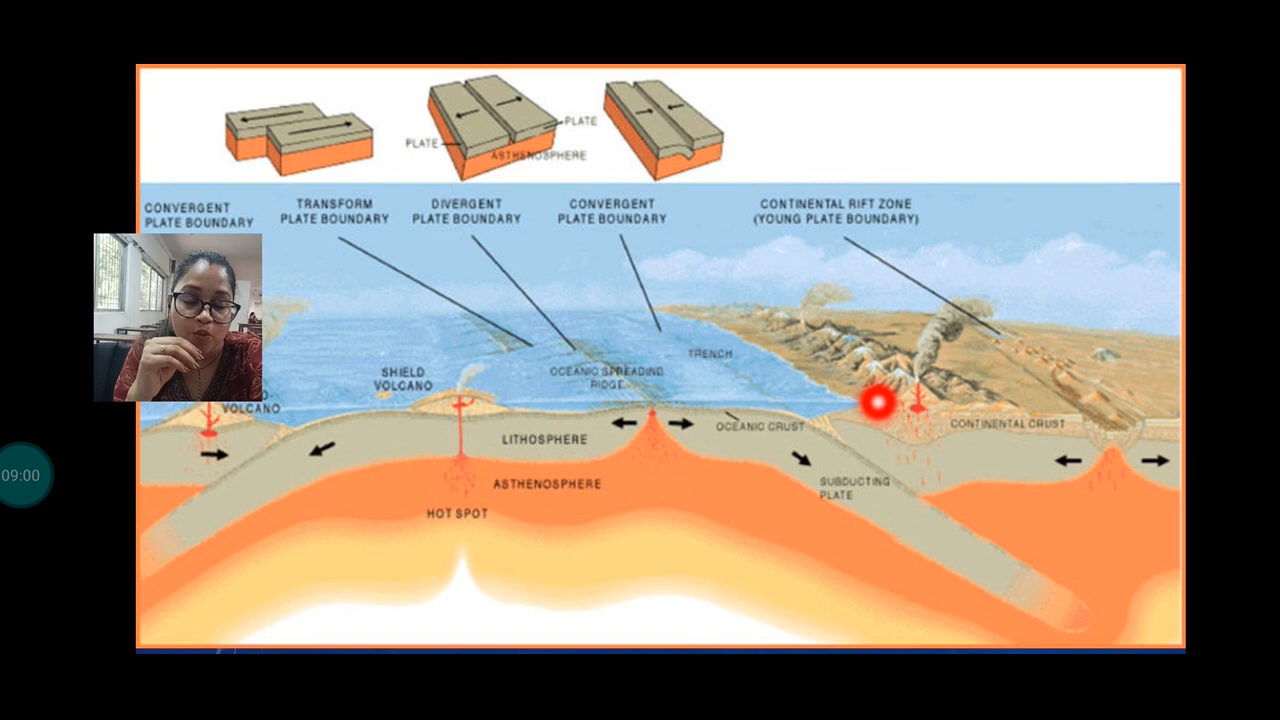 PLATE
PLATE
ASTHENOSPHERE
CONVERGENT
PLATE BOUNDARY
TRANSFORM
PLATE BOUNDARY
DIVERGENT
PLATE BOUNDARY
CONVERGENT
PLATE BOUNDARY
CONTINENTAL RIFT ZONE
(YOUNG PLATE BOUNDARY)
TRENCH
SHIELD
VOLCANO
OCEANIC SPREADING
RIDGE
VOLCANO
LITHOSPHERE
OCEANIC CRUST
CONTINENTAL CRUST
ASTHENOSPHERE
SUBDUCTING
PLATE
HOT SPOT
09:00